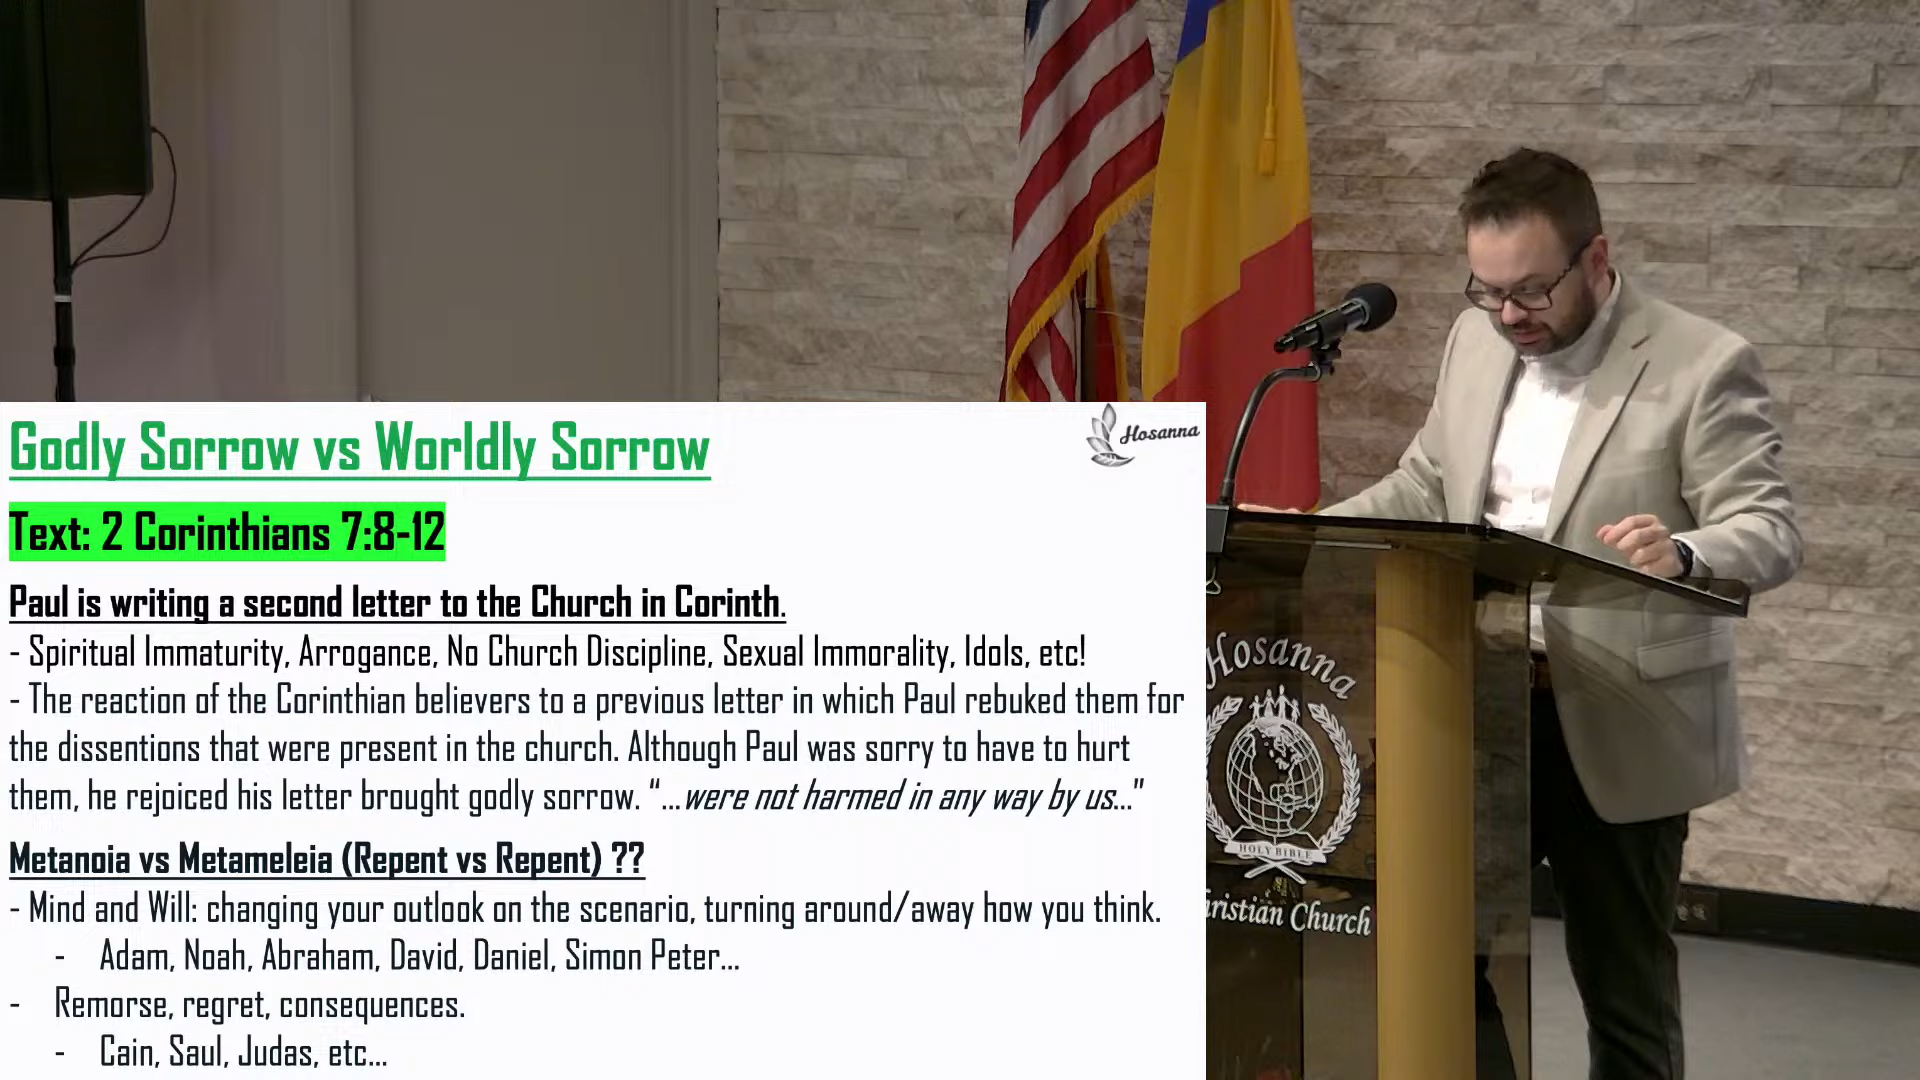 Godly Sorrow vs Worldly Sorrow
Hosanna
Text: 2 Corinthians 7:8-12
Paul is writing a second letter to the Church in Corinth.
- Spiritual Immaturity, Arrogance, No Church Discipline, Sexual Immorality, Idols, etc!
- The reaction of the Corinthian believers to a previous letter in which Paul rebuked them for
the dissentions that were present in the church. Although Paul was sorry to have to hurt
them, he rejoiced his letter brought godly sorrow. “...were not harmed in any way by us...”
Metanoia vs Metameleia (Repent vs Repent) ??
- Mind and Will: changing your outlook on the scenario, turning around/away how you think.
- Adam, Noah, Abraham, David, Daniel, Simon Peter...
- Remorse, regret, consequences.
- Cain, Saul, Judas, etc...
Hosanna
HOLY BIBLE
hristian Church